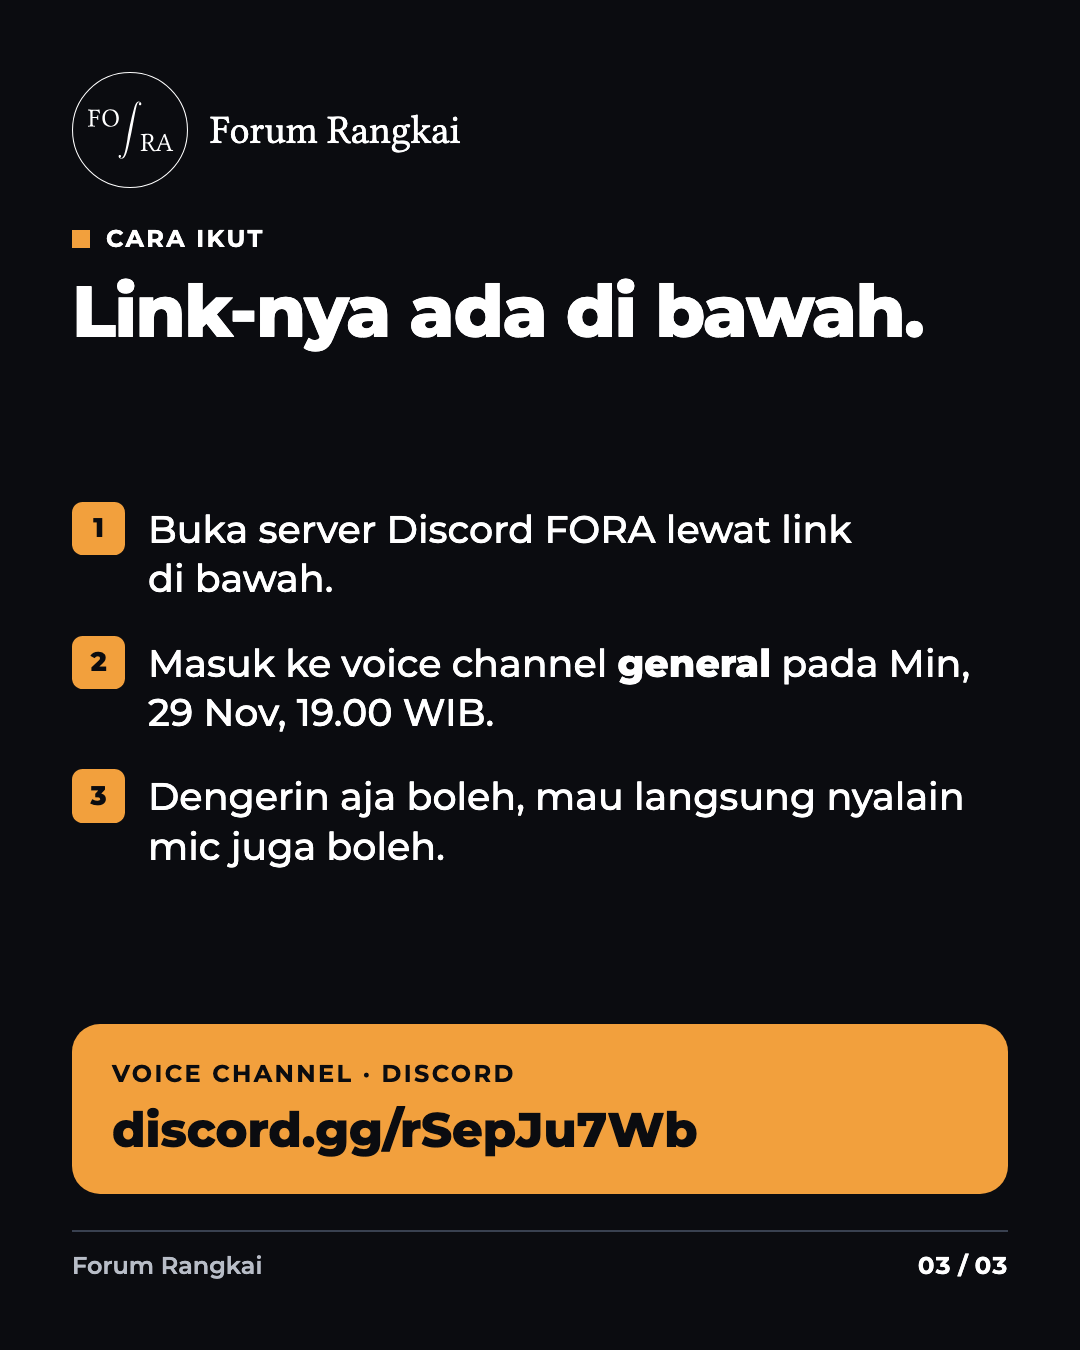 FO
RA
Forum Rangkai
CARA IKUT
Link-nya ada di bawah.
1
Buka server Discord FORA lewat link
di bawah.
2
Masuk ke voice channel general pada Min,
29 Nov, 19.00 WIB.
3
Dengerin aja boleh, mau langsung nyalain
mic juga boleh.
VOICE CHANNEL · DISCORD
discord.gg/rSepJu7Wb
Forum Rangkai
03 / 03